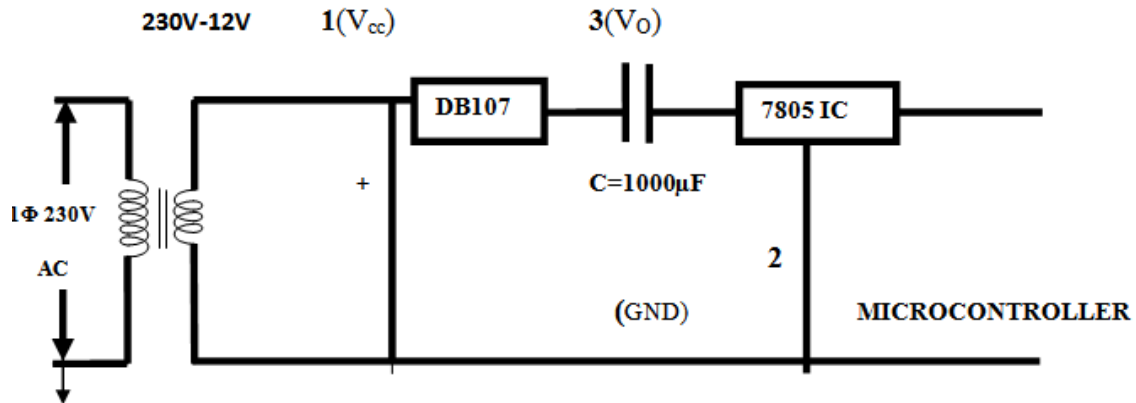 230V-12V 1(Vcc) 3(VO)
DB107 7805 IC
+ C=1000µF
1Φ 230V
AC 2
(GND) MICROCONTROLLER